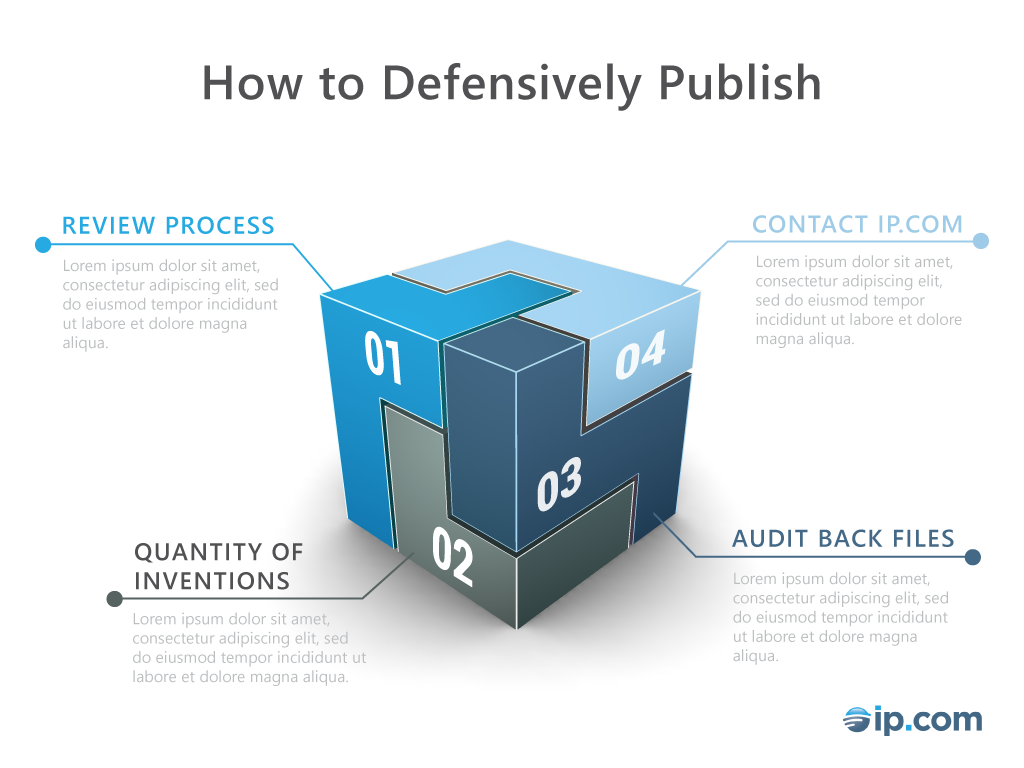 How to Defensively Publish
REVIEW PROCESS
Lorem ipsum dolor sit amet,
consectetur adipiscing elit, sed
do eiusmod tempor incididunt
ut labore et dolore magna
aliqua.
CONTACT IP.COM
Lorem ipsum dolor sit amet,
consectetur adipiscing elit,
sed do eiusmod tempor
incididunt ut labore et dolore
magna aliqua.
01
04
03
02
QUANTITY OF
INVENTIONS
Lorem ipsum dolor sit amet,
consectetur adipiscing elit, sed
do eiusmod tempor incididunt ut
labore et dolore magna aliqua.
AUDIT BACK FILES
Lorem ipsum dolor sit amet,
consectetur adipiscing elit, sed
do eiusmod tempor incididunt
ut labore et dolore magna
aliqua.
ip.com